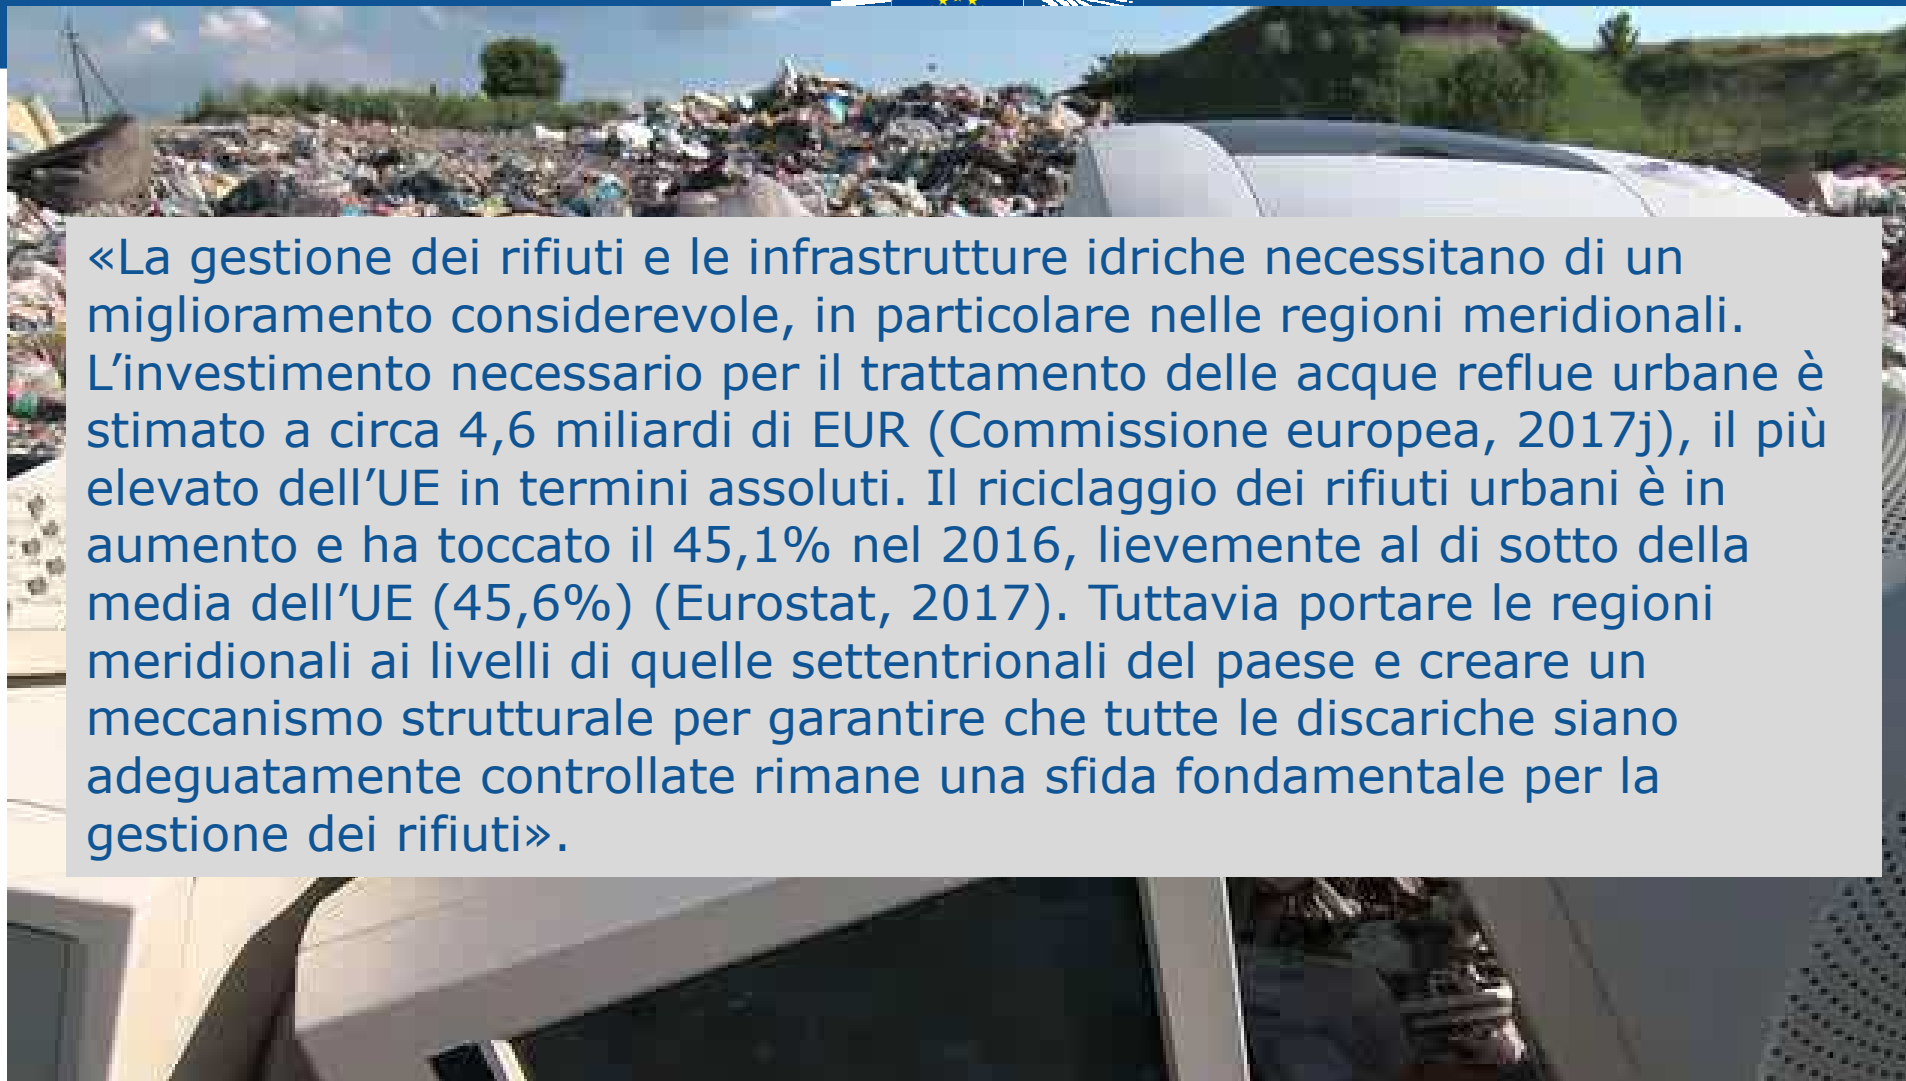 «La gestione dei rifiuti e le infrastrutture idriche necessitano di un
miglioramento considerevole, in particolare nelle regioni meridionali.
L’investimento necessario per il trattamento delle acque reflue urbane è
stimato a circa 4,6 miliardi di EUR (Commissione europea, 2017j), il più
elevato dell’UE in termini assoluti. Il riciclaggio dei rifiuti urbani è in
aumento e ha toccato il 45,1% nel 2016, lievemente al di sotto della
media dell’UE (45,6%) (Eurostat, 2017). Tuttavia portare le regioni
meridionali ai livelli di quelle settentrionali del paese e creare un
meccanismo strutturale per garantire che tutte le discariche siano
adeguatamente controllate rimane una sfida fondamentale per la
gestione dei rifiuti».